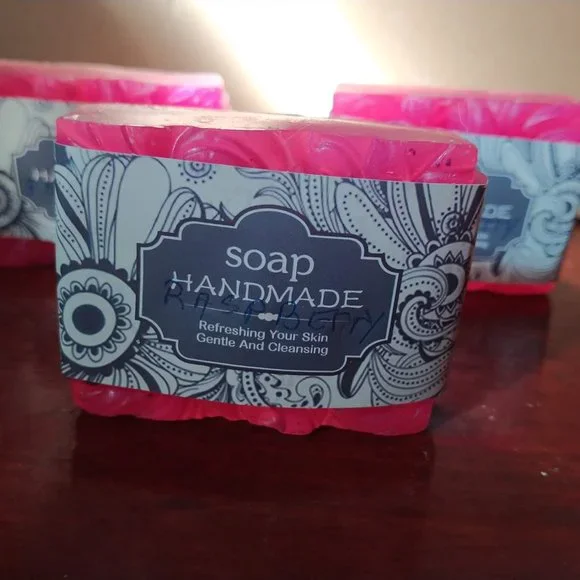 soap
HANDMADE
RASPBERRY
Refreshing Your Skin
Gentle And Cleansing